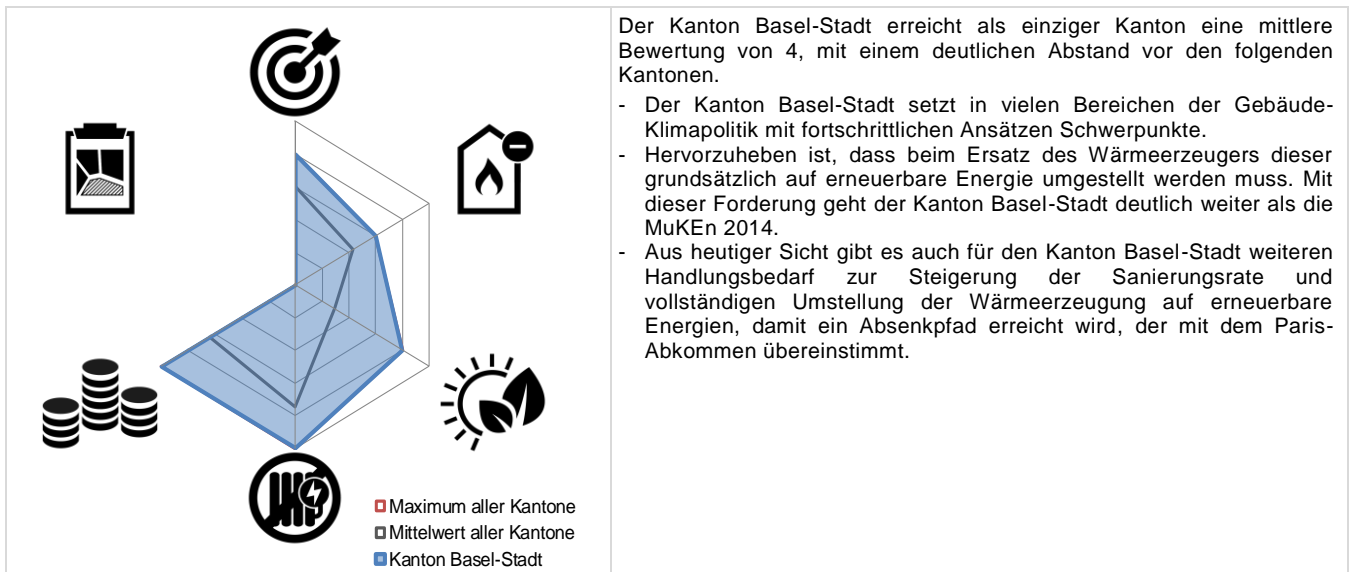 Maximum aller Kantone
Mittelwert aller Kantone
Kanton Basel-Stadt
Der Kanton Basel-Stadt erreicht als einziger Kanton eine mittlere
Bewertung von 4, mit einem deutlichen Abstand vor den folgenden
Kantonen.
- Der Kanton Basel-Stadt setzt in vielen Bereichen der Gebäude-
Klimapolitik mit fortschrittlichen Ansätzen Schwerpunkte.
- Hervorzuheben ist, dass beim Ersatz des Wärmeerzeugers dieser
grundsätzlich auf erneuerbare Energie umgestellt werden muss. Mit
dieser Forderung geht der Kanton Basel-Stadt deutlich weiter als die
MuKEn 2014.
- Aus heutiger Sicht gibt es auch für den Kanton Basel-Stadt weiteren
Handlungsbedarf zur Steigerung der Sanierungsrate und
vollständigen Umstellung der Wärmeerzeugung auf erneuerbare
Energien, damit ein Absenkpfad erreicht wird, der mit dem Paris-
Abkommen übereinstimmt.